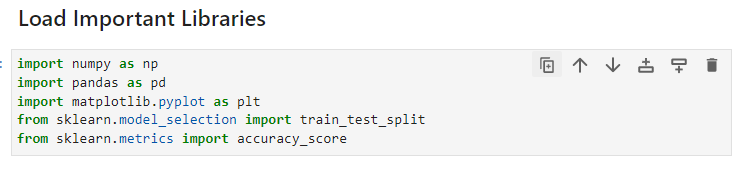 Load Important Libraries
import numpy as np
import pandas as pd
import matplotlib.pyplot as plt
from sklearn.model_selection import train_test_split
from sklearn.metrics import accuracy_score